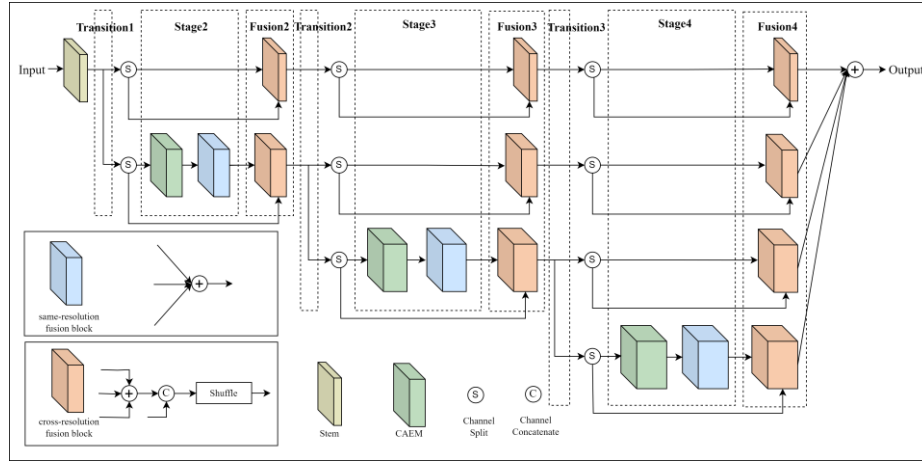 Transition1 Stage2 Fusion2 Transition2 Stage3 Fusion3 Transition3 Stage4 Fusion4
Input S S S + Output
S S S
S S
same-resolution
fusion block
+
S
cross-resolution
fusion block
+ C Shuffle
Stem
CAEM
S
Channel
Split
C
Channel
Concatenate